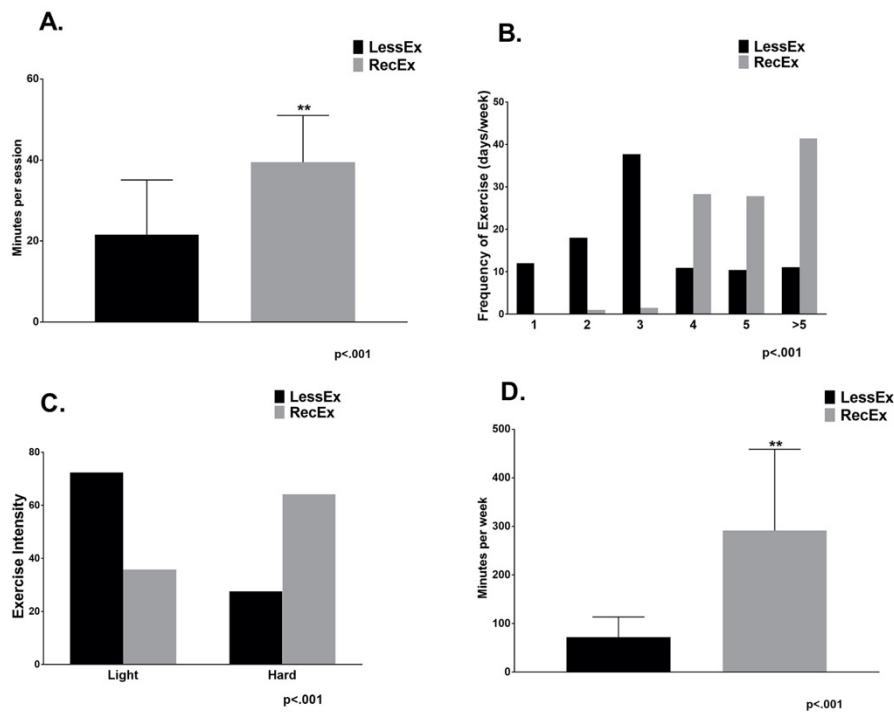 A.
LessEx
RecEx
Minutes per session
60
40
20
0
**
p<.001
B.
LessEx
RecEx
Frequency of Exercise (days/week)
50
40
30
20
10
0
1 2 3 4 5 >5
p<.001
C.
LessEx
RecEx
Exercise Intensity
80
60
40
20
0
Light Hard
p<.001
D.
LessEx
RecEx
Minutes per week
500
400
300
200
100
0
**
p<.001